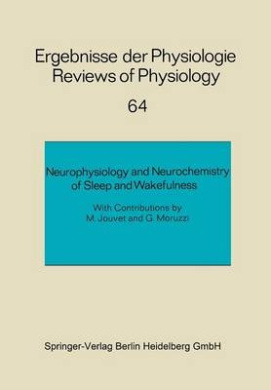 Ergebnisse der Physiologie
Reviews of Physiology
64
Neurophysiology and Neurochemistry
of Sleep and Wakefulness
With Contributions by
M. Jouvet and G. Moruzzi
Springer-Verlag Berlin Heidelberg GmbH